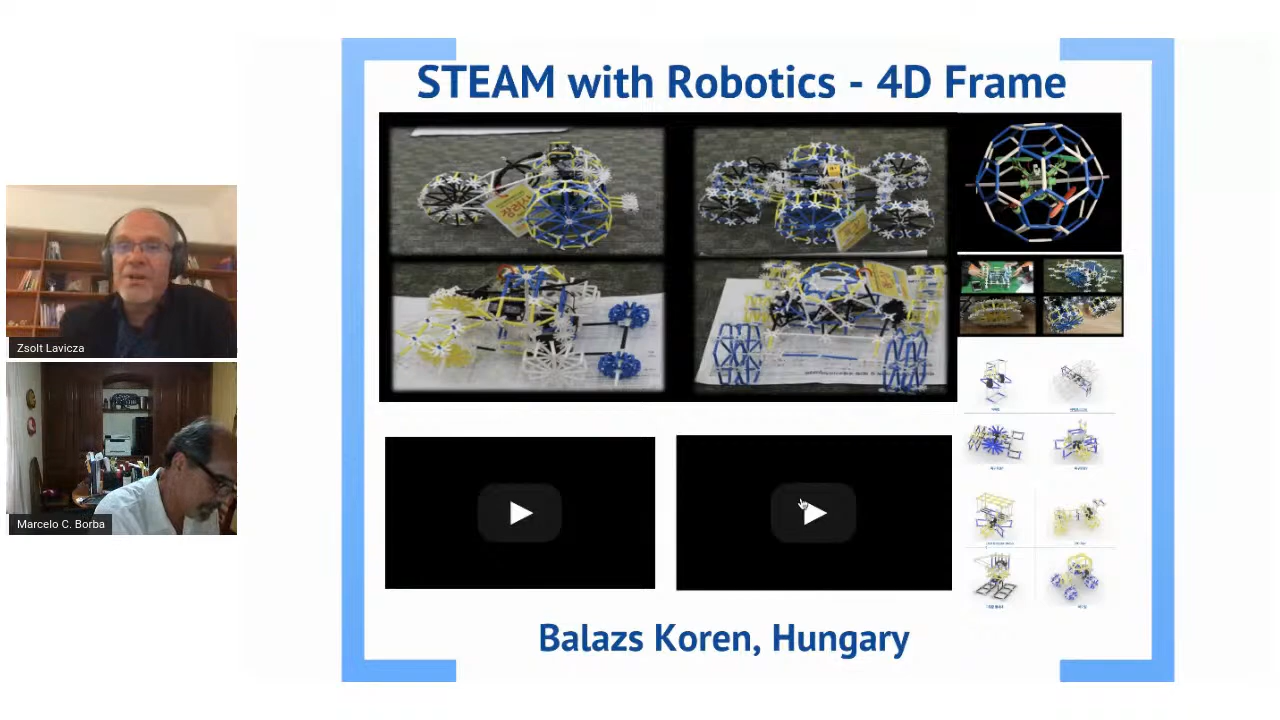 STEAM with Robotics - 4D Frame
Zsolt Lavicza
Marcelo C. Borba
Balazs Koren, Hungary